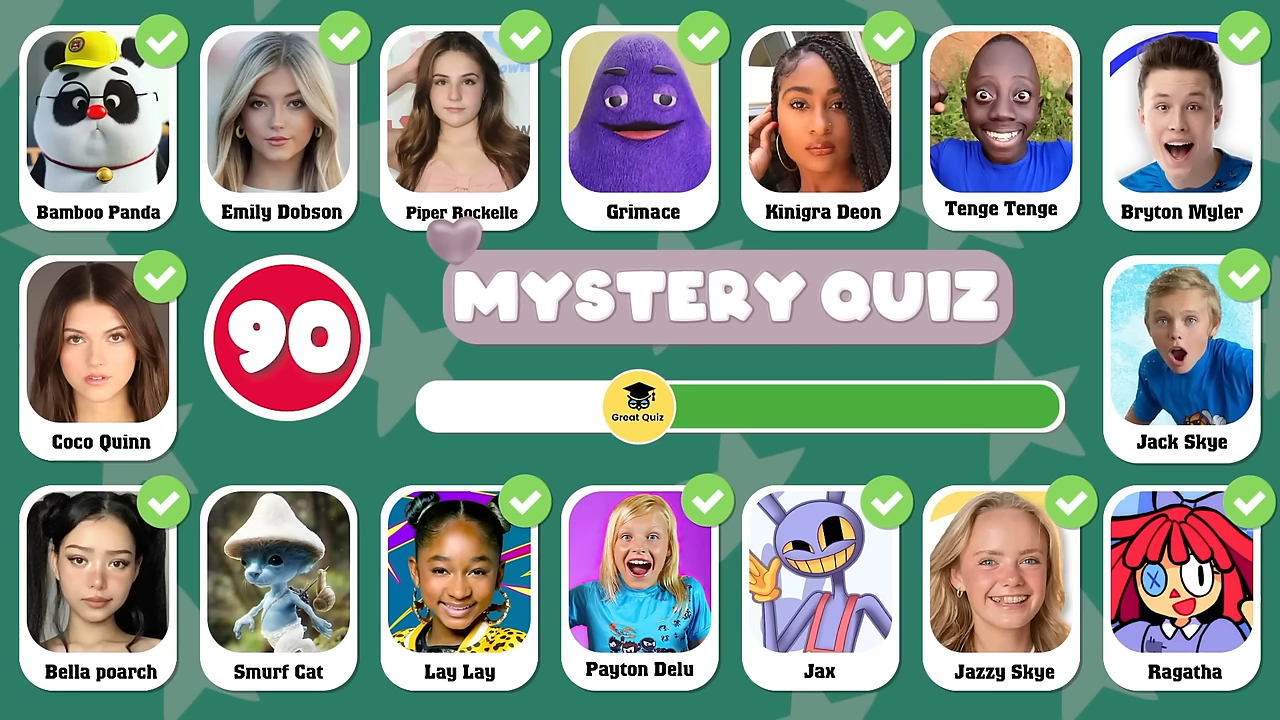 Bamboo Panda
Emily Dobson
Piper Rockelle
Grimace
Kinigra Deon
Tenge Tenge
Bryton Myler
Coco Quinn
90
MYSTERY QUIZ
Great Quiz
Jack Skye
Bella poarch
Smurf Cat
Lay Lay
Payton Delu
Jax
Jazzy Skye
Ragatha